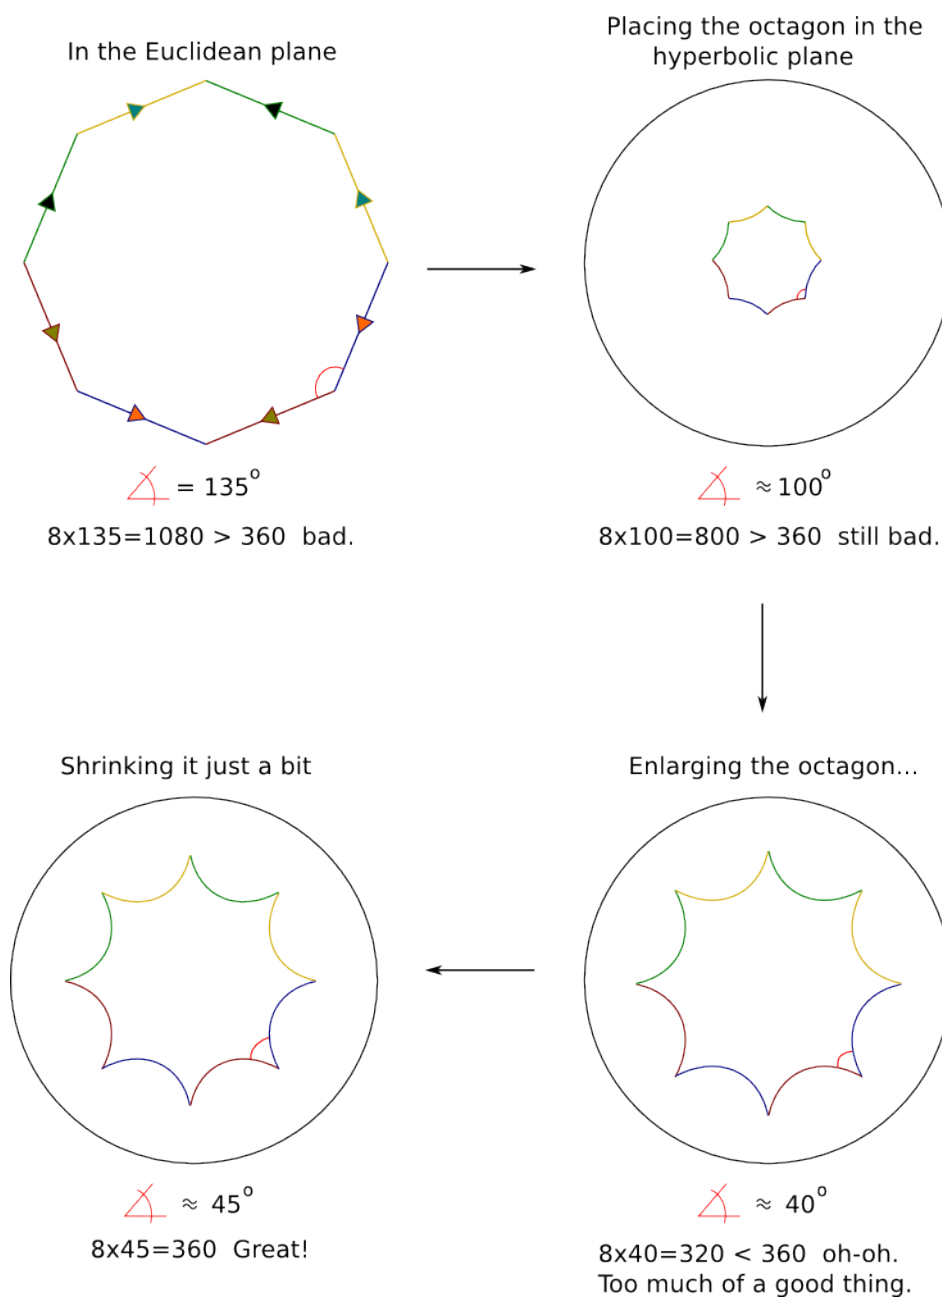 In the Euclidean plane
Placing the octagon in the
hyperbolic plane
= 135°
8x135=1080 > 360  bad.
≈ 100°
8x100=800 > 360  still bad.
Shrinking it just a bit
≈ 45°
8x45=360  Great!
Enlarging the octagon...
≈ 40°
8x40=320 < 360  oh-oh.
Too much of a good thing.